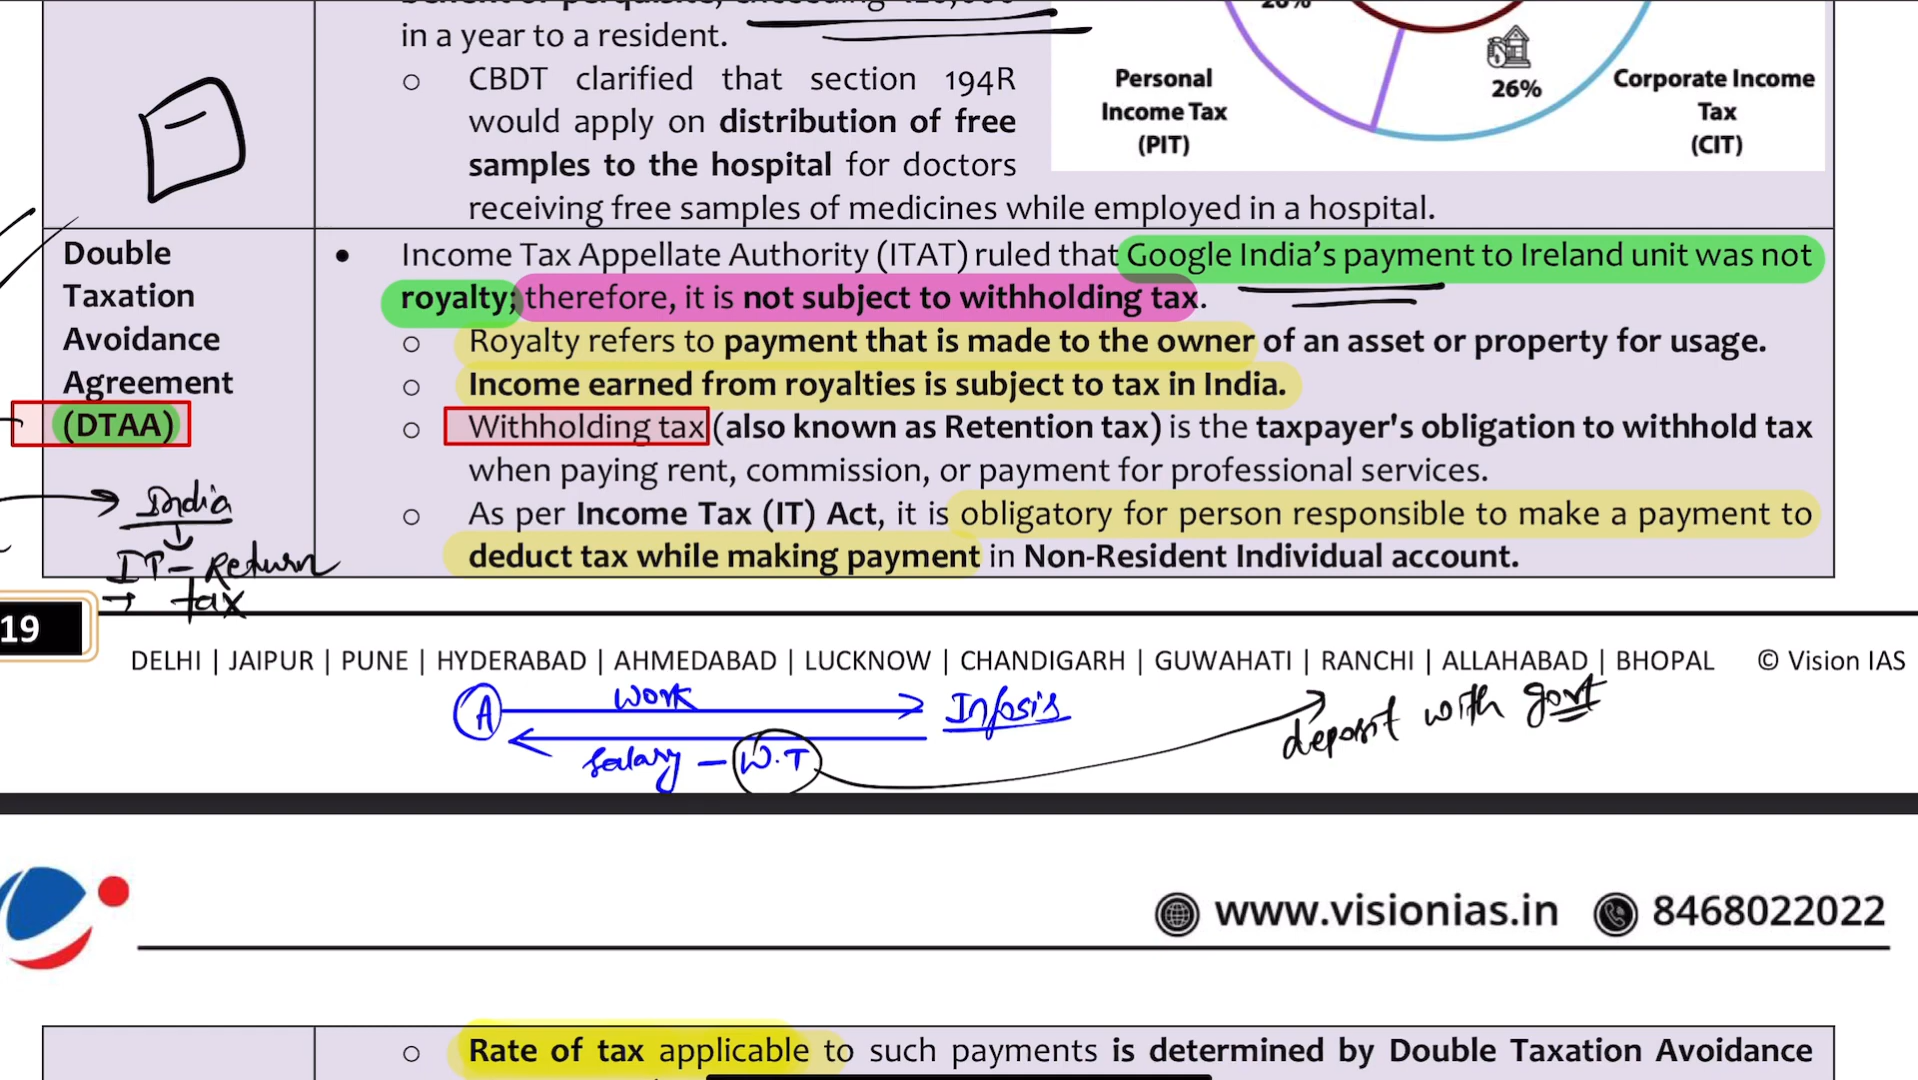 benefit or perquisite, exceeding ₹20,000
in a year to a resident.
○ CBDT clarified that section 194R
would apply on distribution of free
samples to the hospital for doctors
receiving free samples of medicines while employed in a hospital.
26%
Personal
Income Tax
(PIT)
Corporate Income
Tax
(CIT)
Double
Taxation
Avoidance
Agreement
(DTAA)
• Income Tax Appellate Authority (ITAT) ruled that Google India’s payment to Ireland unit was not
royalty; therefore, it is not subject to withholding tax.
○ Royalty refers to payment that is made to the owner of an asset or property for usage.
○ Income earned from royalties is subject to tax in India.
○ Withholding tax (also known as Retention tax) is the taxpayer's obligation to withhold tax
when paying rent, commission, or payment for professional services.
○ As per Income Tax (IT) Act, it is obligatory for person responsible to make a payment to
deduct tax while making payment in Non-Resident Individual account.
India
IT - Return
→ tax
19
DELHI | JAIPUR | PUNE | HYDERABAD | AHMEDABAD | LUCKNOW | CHANDIGARH | GUWAHATI | RANCHI | ALLAHABAD | BHOPAL © Vision IAS
A work Infosis
Salary - W.T
deposit with govt
www.visionias.in 8468022022
○ Rate of tax applicable to such payments is determined by Double Taxation Avoidance